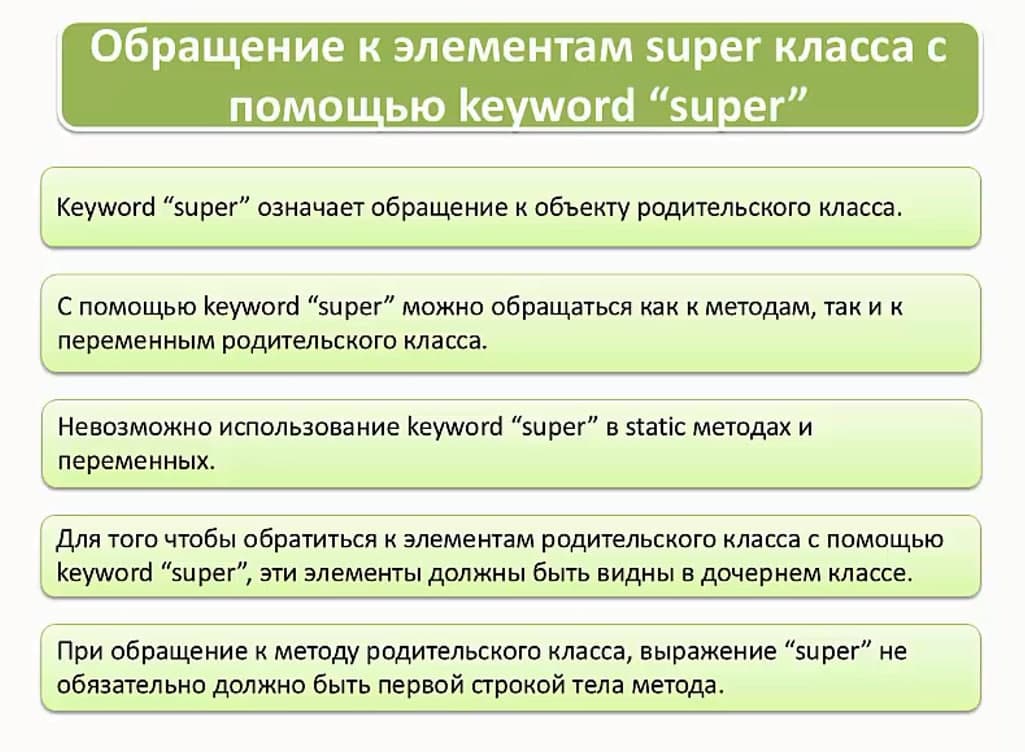 Обращение к элементам super класса с
помощью keyword “super”
Keyword “super” означает обращение к объекту родительского класса.
С помощью keyword “super” можно обращаться как к методам, так и к
переменным родительского класса.
Невозможно использование keyword “super” в static методах и
переменных.
Для того чтобы обратиться к элементам родительского класса с помощью
keyword “super”, эти элементы должны быть видны в дочернем классе.
При обращение к методу родительского класса, выражение “super” не
обязательно должно быть первой строкой тела метода.